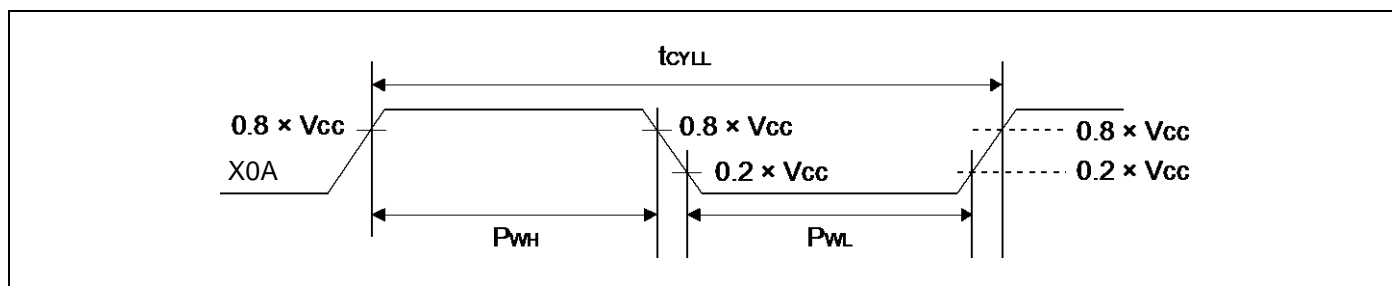 tCYLL
0.8 × Vcc 0.8 × Vcc 0.8 × Vcc
X0A 0.2 × Vcc 0.2 × Vcc
PWH PWL